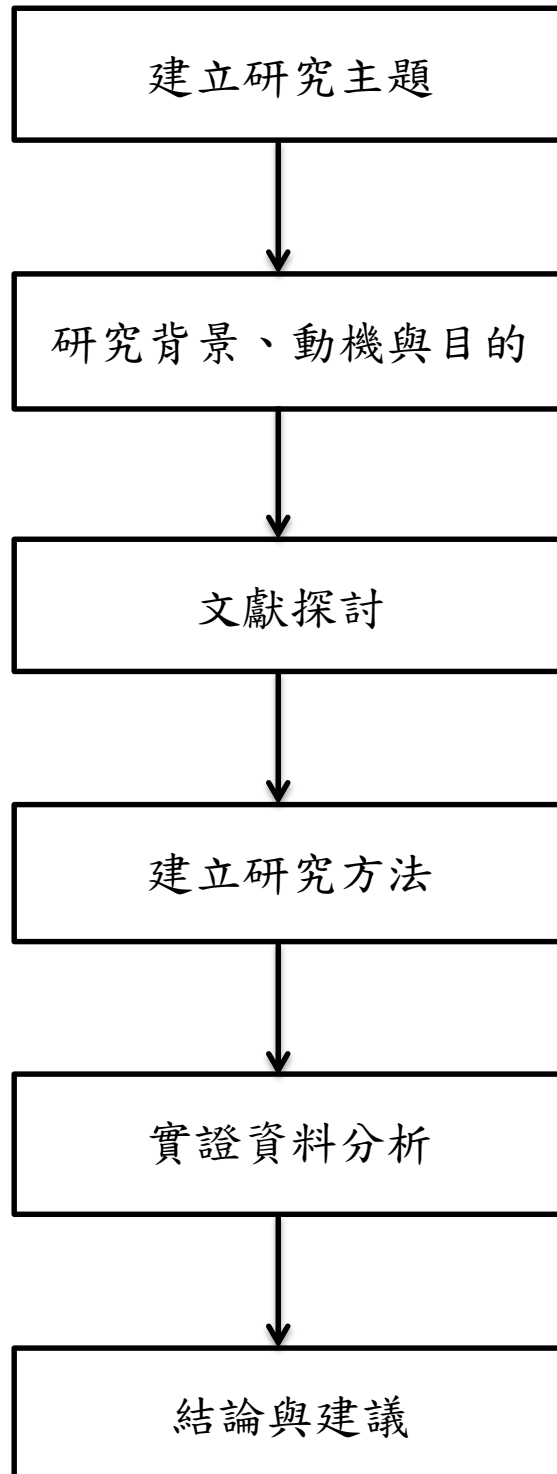 建立研究主題
研究背景、動機與目的
文獻探討
建立研究方法
實證資料分析
結論與建議